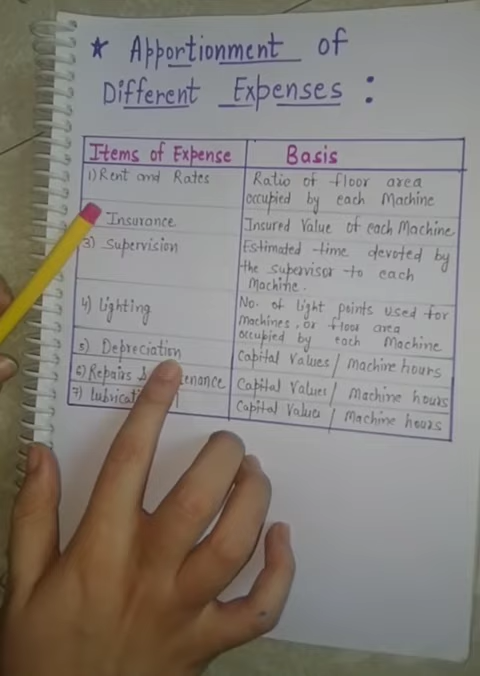 * Apportionment of
Different Expenses :
Items of Expense Basis
1) Rent and Rates Ratio of floor area
occupied by each Machine
Insurance Insured Value of each Machine
3) Supervision Estimated time devoted by
the supervisor to each
Machine.
4) Lighting No. of light points used for
Machines, or floor area
occupied by each Machine
5) Depreciation Capital Values / Machine hours
6) Repairs Capital Values / Machine hours
7) Capital Values / Machine hours